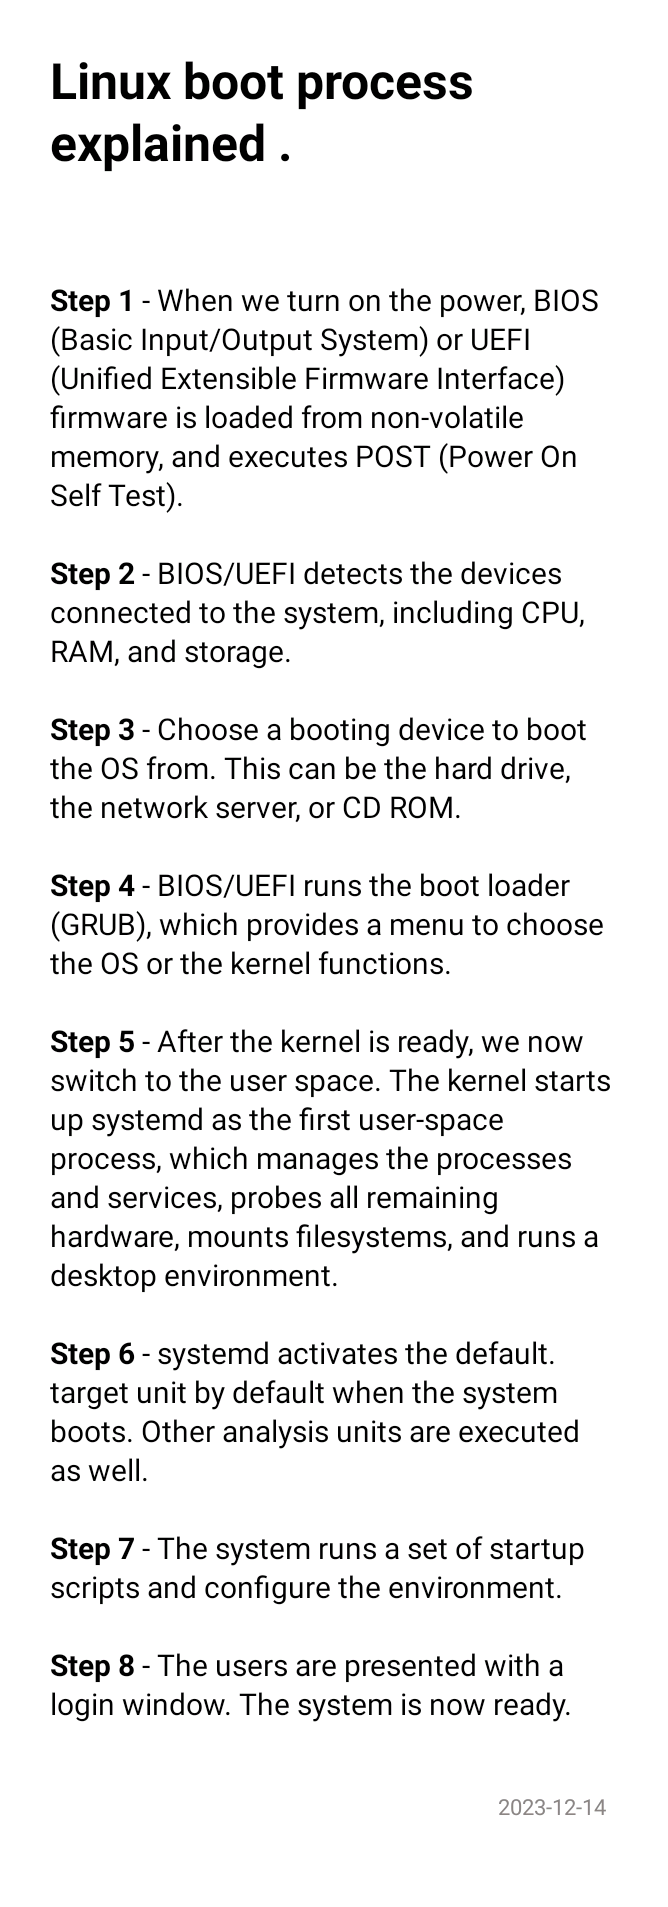 Linux boot process
explained .
Step 1 - When we turn on the power, BIOS
(Basic Input/Output System) or UEFI
(Unified Extensible Firmware Interface)
firmware is loaded from non-volatile
memory, and executes POST (Power On
Self Test).
Step 2 - BIOS/UEFI detects the devices
connected to the system, including CPU,
RAM, and storage.
Step 3 - Choose a booting device to boot
the OS from. This can be the hard drive,
the network server, or CD ROM.
Step 4 - BIOS/UEFI runs the boot loader
(GRUB), which provides a menu to choose
the OS or the kernel functions.
Step 5 - After the kernel is ready, we now
switch to the user space. The kernel starts
up systemd as the first user-space
process, which manages the processes
and services, probes all remaining
hardware, mounts filesystems, and runs a
desktop environment.
Step 6 - systemd activates the default.
target unit by default when the system
boots. Other analysis units are executed
as well.
Step 7 - The system runs a set of startup
scripts and configure the environment.
Step 8 - The users are presented with a
login window. The system is now ready.
2023-12-14